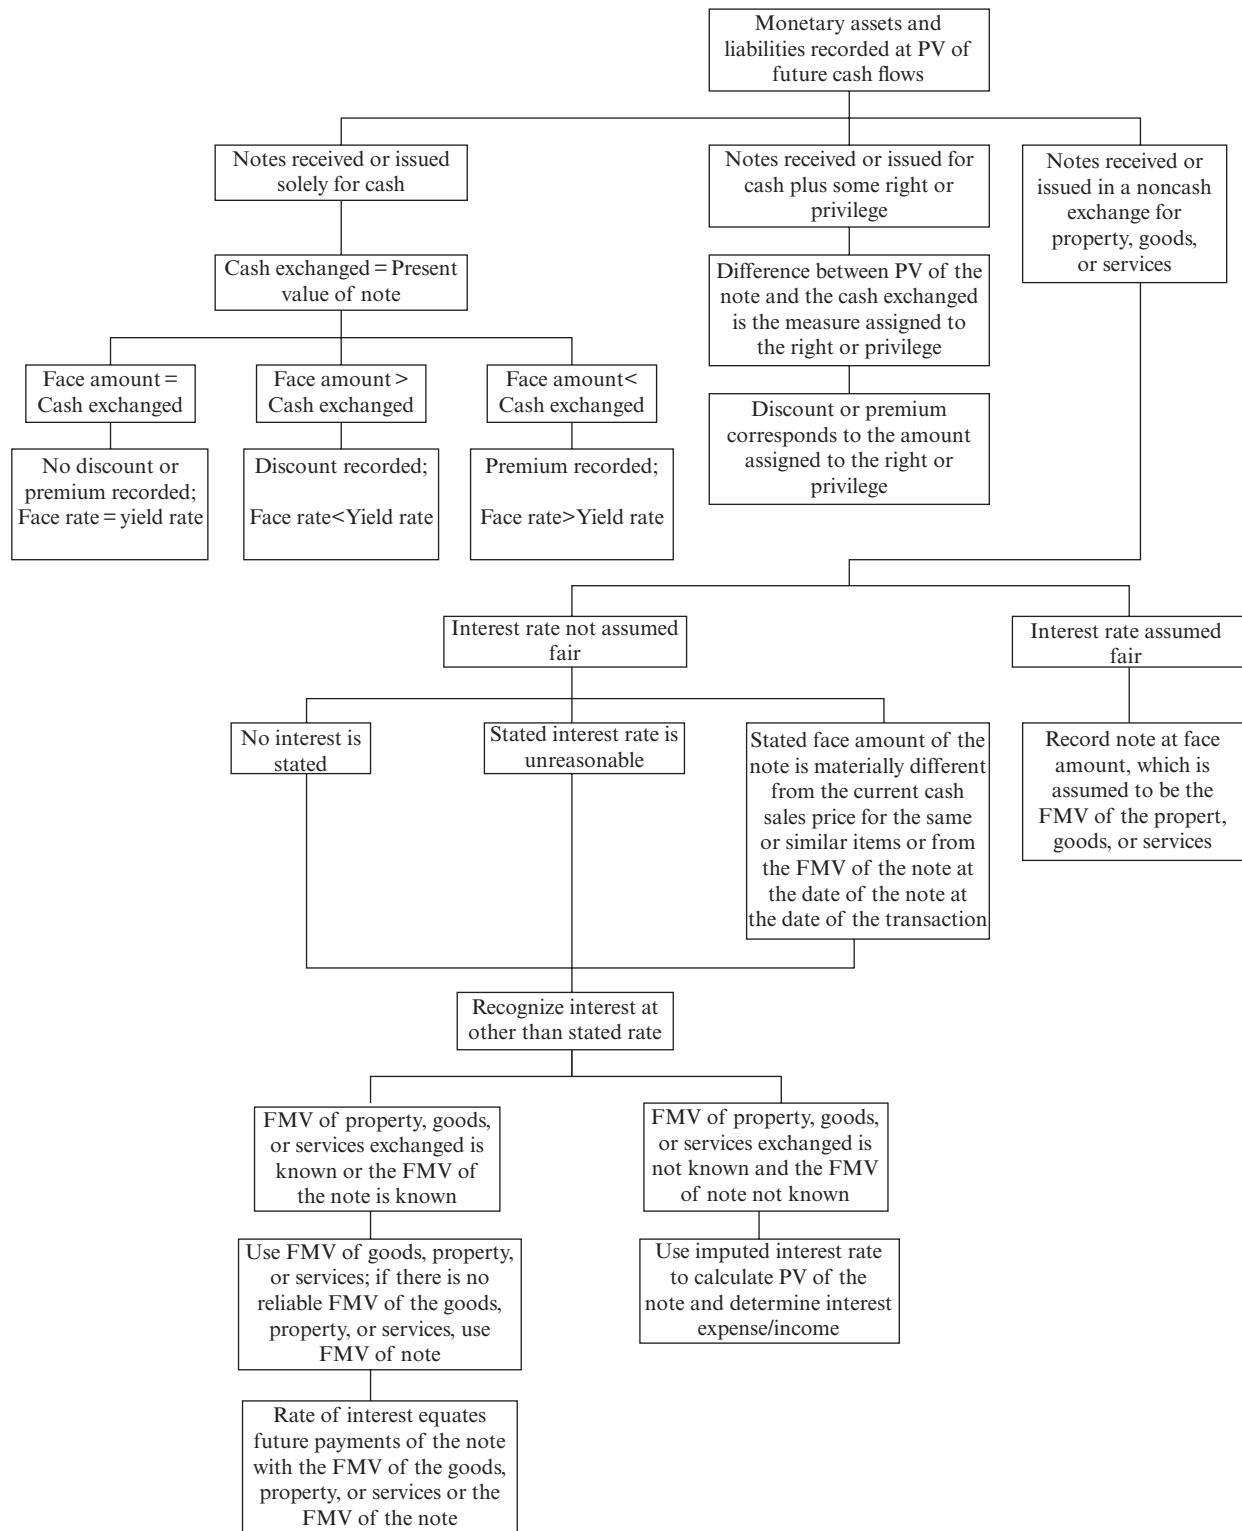 Monetary assets and
liabilities recorded at PV of
future cash flows
Notes received or issued
solely for cash
Notes received or issued for
cash plus some right or
privilege
Notes received or
issued in a noncash
exchange for
property, goods,
or services
Cash exchanged = Present
value of note
Difference between PV of the
note and the cash exchanged
is the measure assigned to
the right or privilege
Face amount =
Cash exchanged
Face amount >
Cash exchanged
Face amount<
Cash exchanged
Discount or premium
corresponds to the amount
assigned to the right or
privilege
No discount or
premium recorded;
Face rate = yield rate
Discount recorded;
Face rate<Yield rate
Premium recorded;
Face rate>Yield rate
Interest rate not assumed
fair
Interest rate assumed
fair
No interest is
stated
Stated interest rate is
unreasonable
Stated face amount of the
note is materially different
from the current cash
sales price for the same
or similar items or from
the FMV of the note at
the date of the note at
the date of the transaction
Record note at face
amount, which is
assumed to be the
FMV of the propert,
goods, or services
Recognize interest at
other than stated rate
FMV of property, goods,
or services exchanged is
known or the FMV of
the note is known
FMV of property, goods,
or services exchanged is
not known and the FMV
of note not known
Use FMV of goods, property,
or services; if there is no
reliable FMV of the goods,
property, or services, use
FMV of note
Use imputed interest rate
to calculate PV of the
note and determine interest
expense/income
Rate of interest equates
future payments of the note
with the FMV of the goods,
property, or services or the
FMV of the note